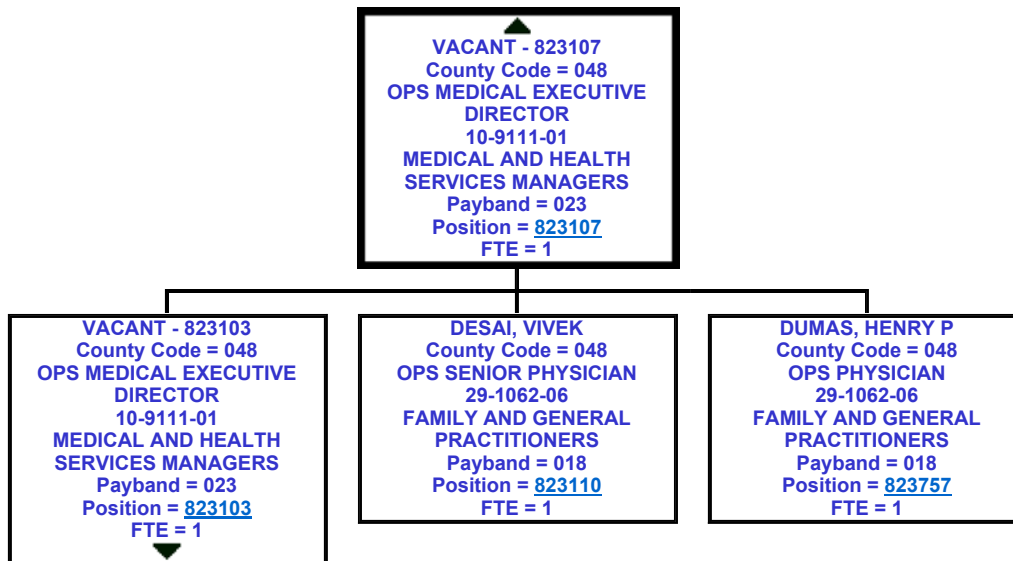 VACANT - 823107
County Code = 048
OPS MEDICAL EXECUTIVE
DIRECTOR
10-9111-01
MEDICAL AND HEALTH
SERVICES MANAGERS
Payband = 023
Position = 823107
FTE = 1
VACANT - 823103
County Code = 048
OPS MEDICAL EXECUTIVE
DIRECTOR
10-9111-01
MEDICAL AND HEALTH
SERVICES MANAGERS
Payband = 023
Position = 823103
FTE = 1
DESAI, VIVEK
County Code = 048
OPS SENIOR PHYSICIAN
29-1062-06
FAMILY AND GENERAL
PRACTITIONERS
Payband = 018
Position = 823110
FTE = 1
DUMAS, HENRY P
County Code = 048
OPS PHYSICIAN
29-1062-06
FAMILY AND GENERAL
PRACTITIONERS
Payband = 018
Position = 823757
FTE = 1